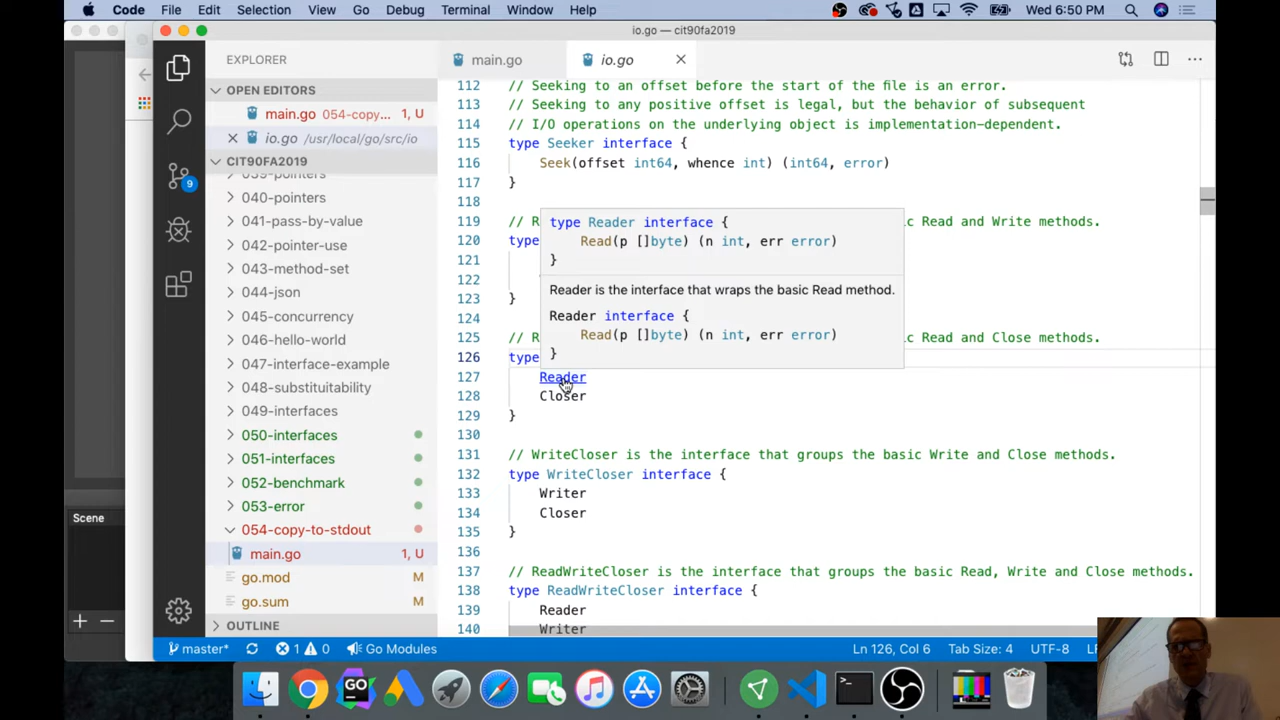 Code File Edit Selection View Go Debug Terminal Window Help Wed 6:50 PM
io.go — cit90fa2019
EXPLORER
OPEN EDITORS
main.go 054-copy... 1, U
io.go /usr/local/go/src/io
CIT90FA2019
039-pointers
040-pointers
041-pass-by-value
042-pointer-use
043-method-set
044-json
045-concurrency
046-hello-world
047-interface-example
048-substituitability
049-interfaces
050-interfaces
051-interfaces
052-benchmark
053-error
054-copy-to-stdout
main.go 1, U
go.mod M
go.sum M
OUTLINE
9
Scene
main.go io.go
112 // Seeking to an offset before the start of the file is an error.
113 // Seeking to any positive offset is legal, but the behavior of subsequent
114 // I/O operations on the underlying object is implementation-dependent.
115 type Seeker interface {
116 Seek(offset int64, whence int) (int64, error)
117 }
118
119 // R c Read and Write methods.
120 type
121
122
123 }
124
125 // R c Read and Close methods.
126 type
127 Reader
128 Closer
129 }
130
131 // WriteCloser is the interface that groups the basic Write and Close methods.
132 type WriteCloser interface {
133 Writer
134 Closer
135 }
136
137 // ReadWriteCloser is the interface that groups the basic Read, Write and Close methods.
138 type ReadWriteCloser interface {
139 Reader
140 Writer
type Reader interface {
Read(p []byte) (n int, err error)
}
Reader is the interface that wraps the basic Read method.
Reader interface {
Read(p []byte) (n int, err error)
}
master* 1 0 Go Modules Ln 126, Col 6 Tab Size: 4 UTF-8
GO